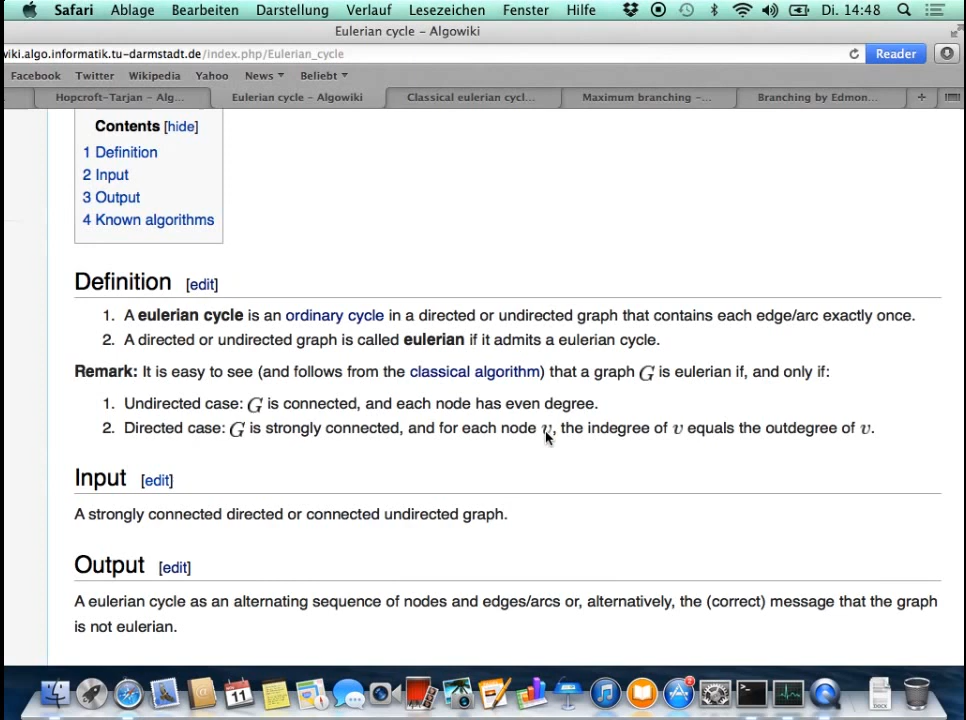 Safari Ablage Bearbeiten Darstellung Verlauf Lesezeichen Fenster Hilfe Di. 14:48
Eulerian cycle – Algowiki
wiki.algo.informatik.tu-darmstadt.de/index.php/Eulerian_cycle Reader
Facebook Twitter Wikipedia Yahoo News Beliebt
Hopcroft-Tarjan – Alg... Eulerian cycle – Algowiki Classical eulerian cycl... Maximum branching –... Branching by Edmon... +
Contents [hide]
1 Definition
2 Input
3 Output
4 Known algorithms
Definition [edit]
1. A eulerian cycle is an ordinary cycle in a directed or undirected graph that contains each edge/arc exactly once.
2. A directed or undirected graph is called eulerian if it admits a eulerian cycle.
Remark: It is easy to see (and follows from the classical algorithm) that a graph G is eulerian if, and only if:
1. Undirected case: G is connected, and each node has even degree.
2. Directed case: G is strongly connected, and for each node v, the indegree of v equals the outdegree of v.
Input [edit]
A strongly connected directed or connected undirected graph.
Output [edit]
A eulerian cycle as an alternating sequence of nodes and edges/arcs or, alternatively, the (correct) message that the graph
is not eulerian.
11
DOCX